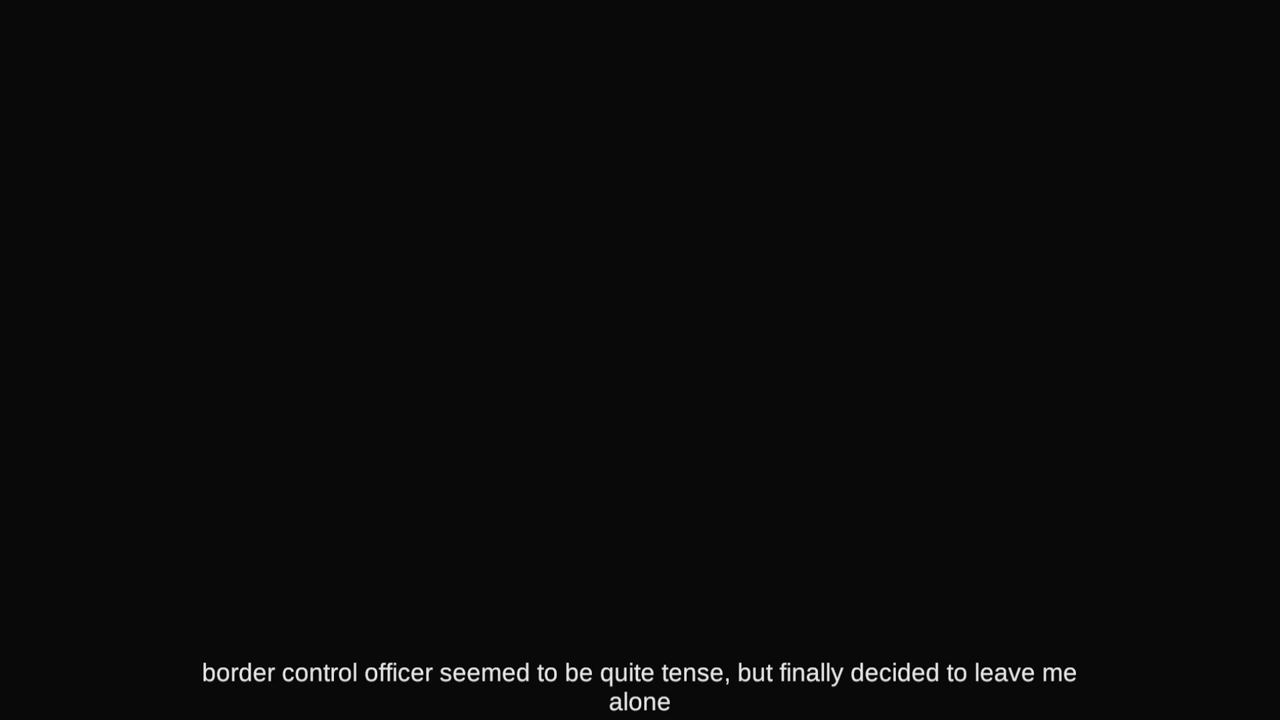 border control officer seemed to be quite tense, but finally decided to leave me
alone